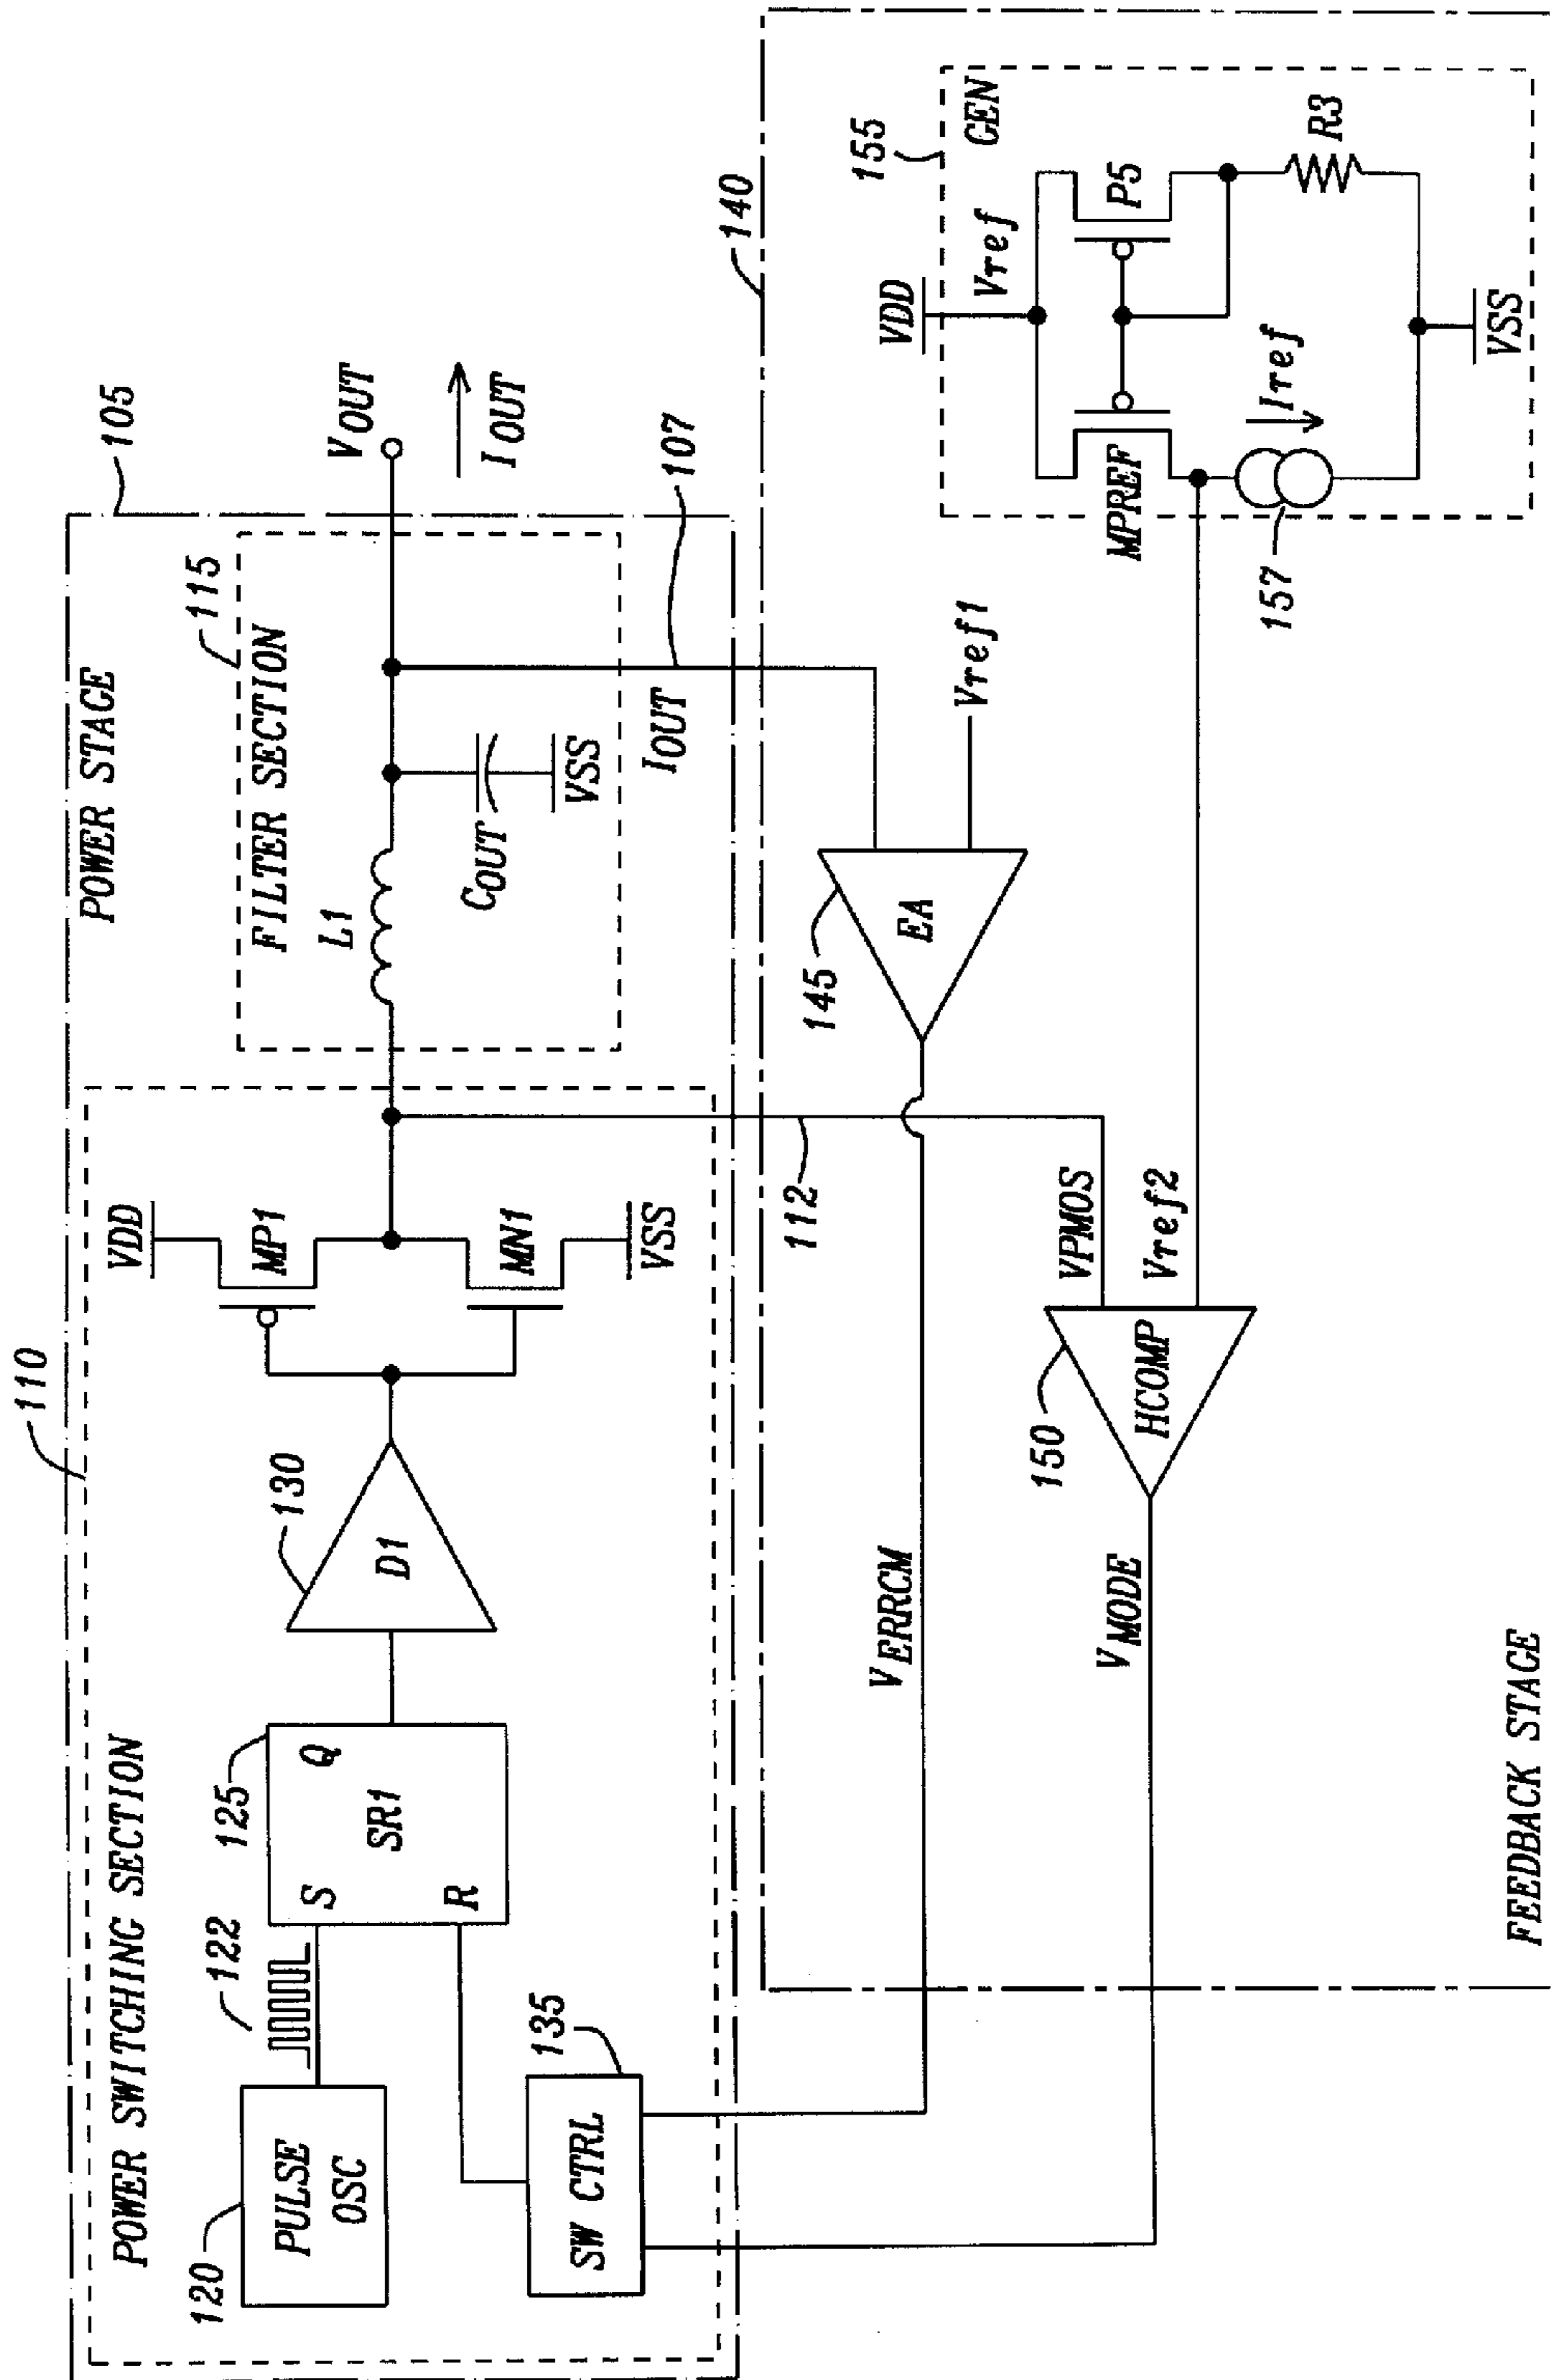 110
105
POWER STAGE
POWER SWITCHING SECTION
115
FILTER SECTION
120
PULSE
OSC
122
125
S
Q
SR1
R
130
D1
VDD
MP1
MN1
VSS
L1
COUT
VSS
VOUT
IOUT
107
IOUT
135
SW CTRL
112
140
145
EA
Vref1
VERRCM
150
HCOMP
VPMOS
Vref2
VMODE
155
GEN
VDD
Vref
MPREF
P5
157
Iref
R3
VSS
FEEDBACK STAGE